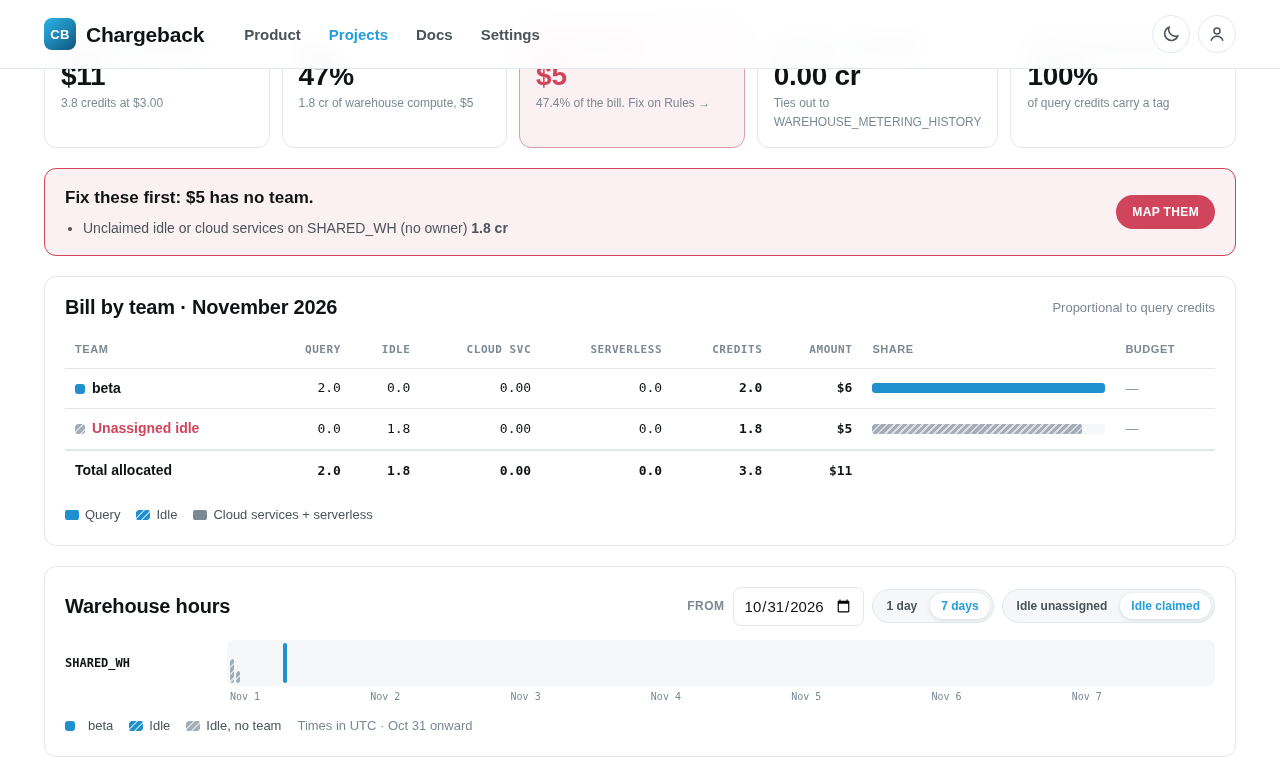 CB Chargeback Product Projects Docs Settings
$11 47% $5 0.00 cr 100%
3.8 credits at $3.00 1.8 cr of warehouse compute, $5 47.4% of the bill. Fix on Rules → Ties out to of query credits carry a tag
WAREHOUSE_METERING_HISTORY
Fix these first: $5 has no team.
• Unclaimed idle or cloud services on SHARED_WH (no owner) 1.8 cr
MAP THEM
Bill by team · November 2026 Proportional to query credits
TEAM QUERY IDLE CLOUD SVC SERVERLESS CREDITS AMOUNT SHARE BUDGET
beta 2.0 0.0 0.00 0.0 2.0 $6 —
Unassigned idle 0.0 1.8 0.00 0.0 1.8 $5 —
Total allocated 2.0 1.8 0.00 0.0 3.8 $11
Query Idle Cloud services + serverless
Warehouse hours FROM 10/31/2026 1 day 7 days Idle unassigned Idle claimed
SHARED_WH
Nov 1 Nov 2 Nov 3 Nov 4 Nov 5 Nov 6 Nov 7
beta Idle Idle, no team Times in UTC · Oct 31 onward